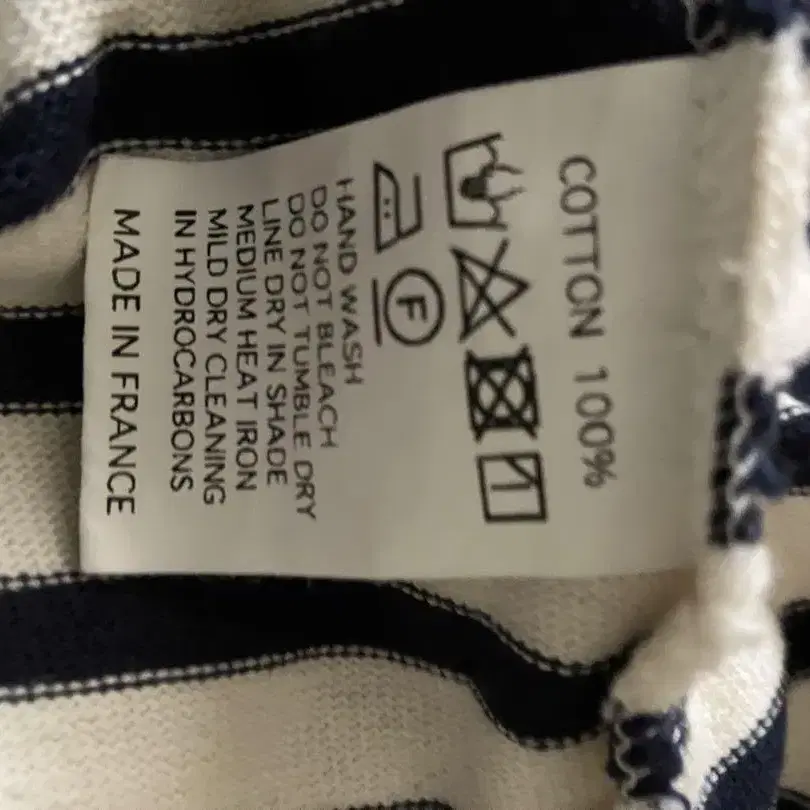 COTTON 100%
F
HAND WASH
DO NOT BLEACH
DO NOT TUMBLE DRY
LINE DRY IN SHADE
MEDIUM HEAT IRON
MILD DRY CLEANING
IN HYDROCARBONS
MADE IN FRANCE